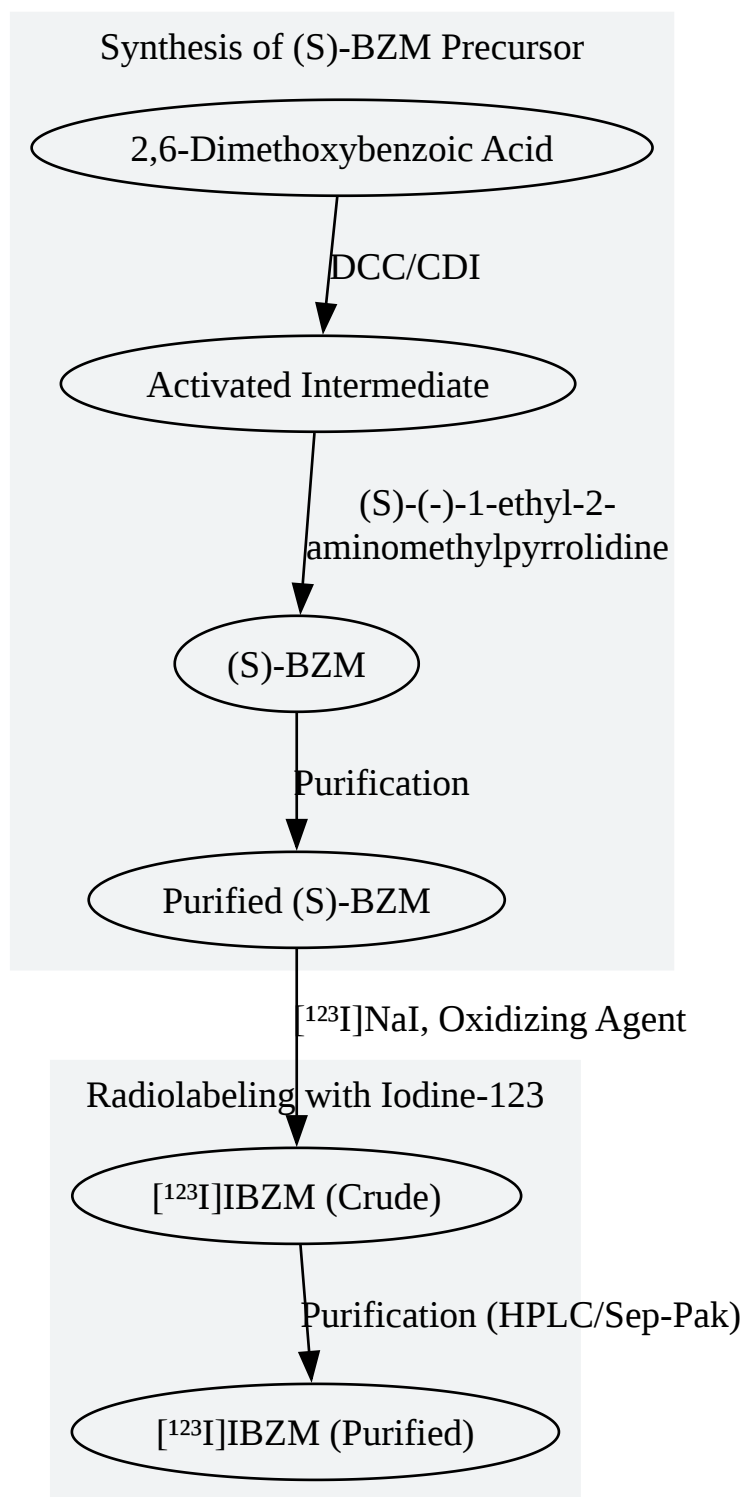 Synthesis of (S)-BZM Precursor
2,6-Dimethoxybenzoic Acid
DCC/CDI
Activated Intermediate
(S)-(-)-1-ethyl-2-
aminomethylpyrrolidine
(S)-BZM
Purification
Purified (S)-BZM
[¹²³I]NaI, Oxidizing Agent
Radiolabeling with Iodine-123
[¹²³I]IBZM (Crude)
Purification (HPLC/Sep-Pak)
[¹²³I]IBZM (Purified)